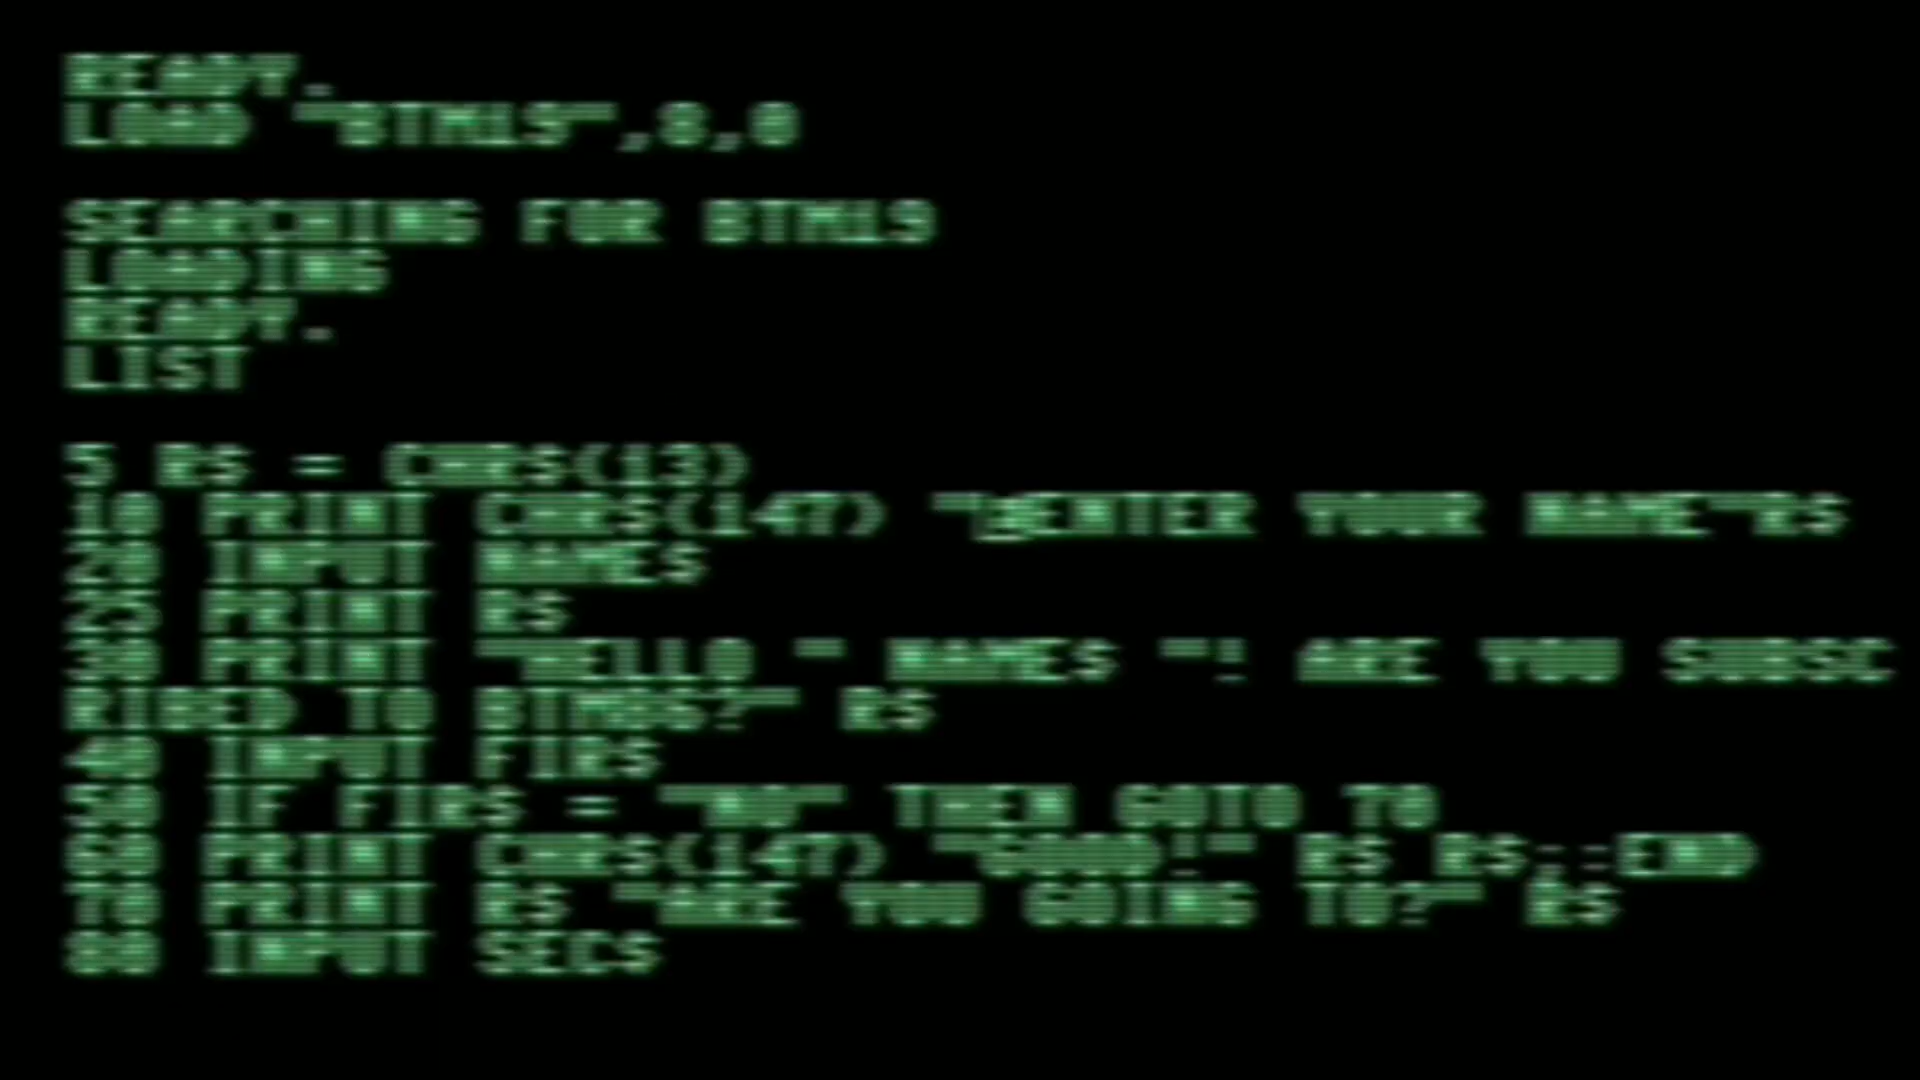 READY.
LOAD "BTM19",8,0
SEARCHING FOR BTM19
LOADING
READY.
LIST
5 R$ = CHR$(13)
10 PRINT CHR$(147) "ENTER YOUR NAME"R$
20 INPUT NAME$
25 PRINT R$
30 PRINT "HELLO " NAME$ "! ARE YOU SUBSC
RIBED TO BTMOG?" R$
40 INPUT FIR$
50 IF FIR$ = "NO" THEN GOTO 70
60 PRINT CHR$(147) "GOOD!" R$ R$;:END
70 PRINT R$ "ARE YOU GOING TO?" R$
80 INPUT SEC$